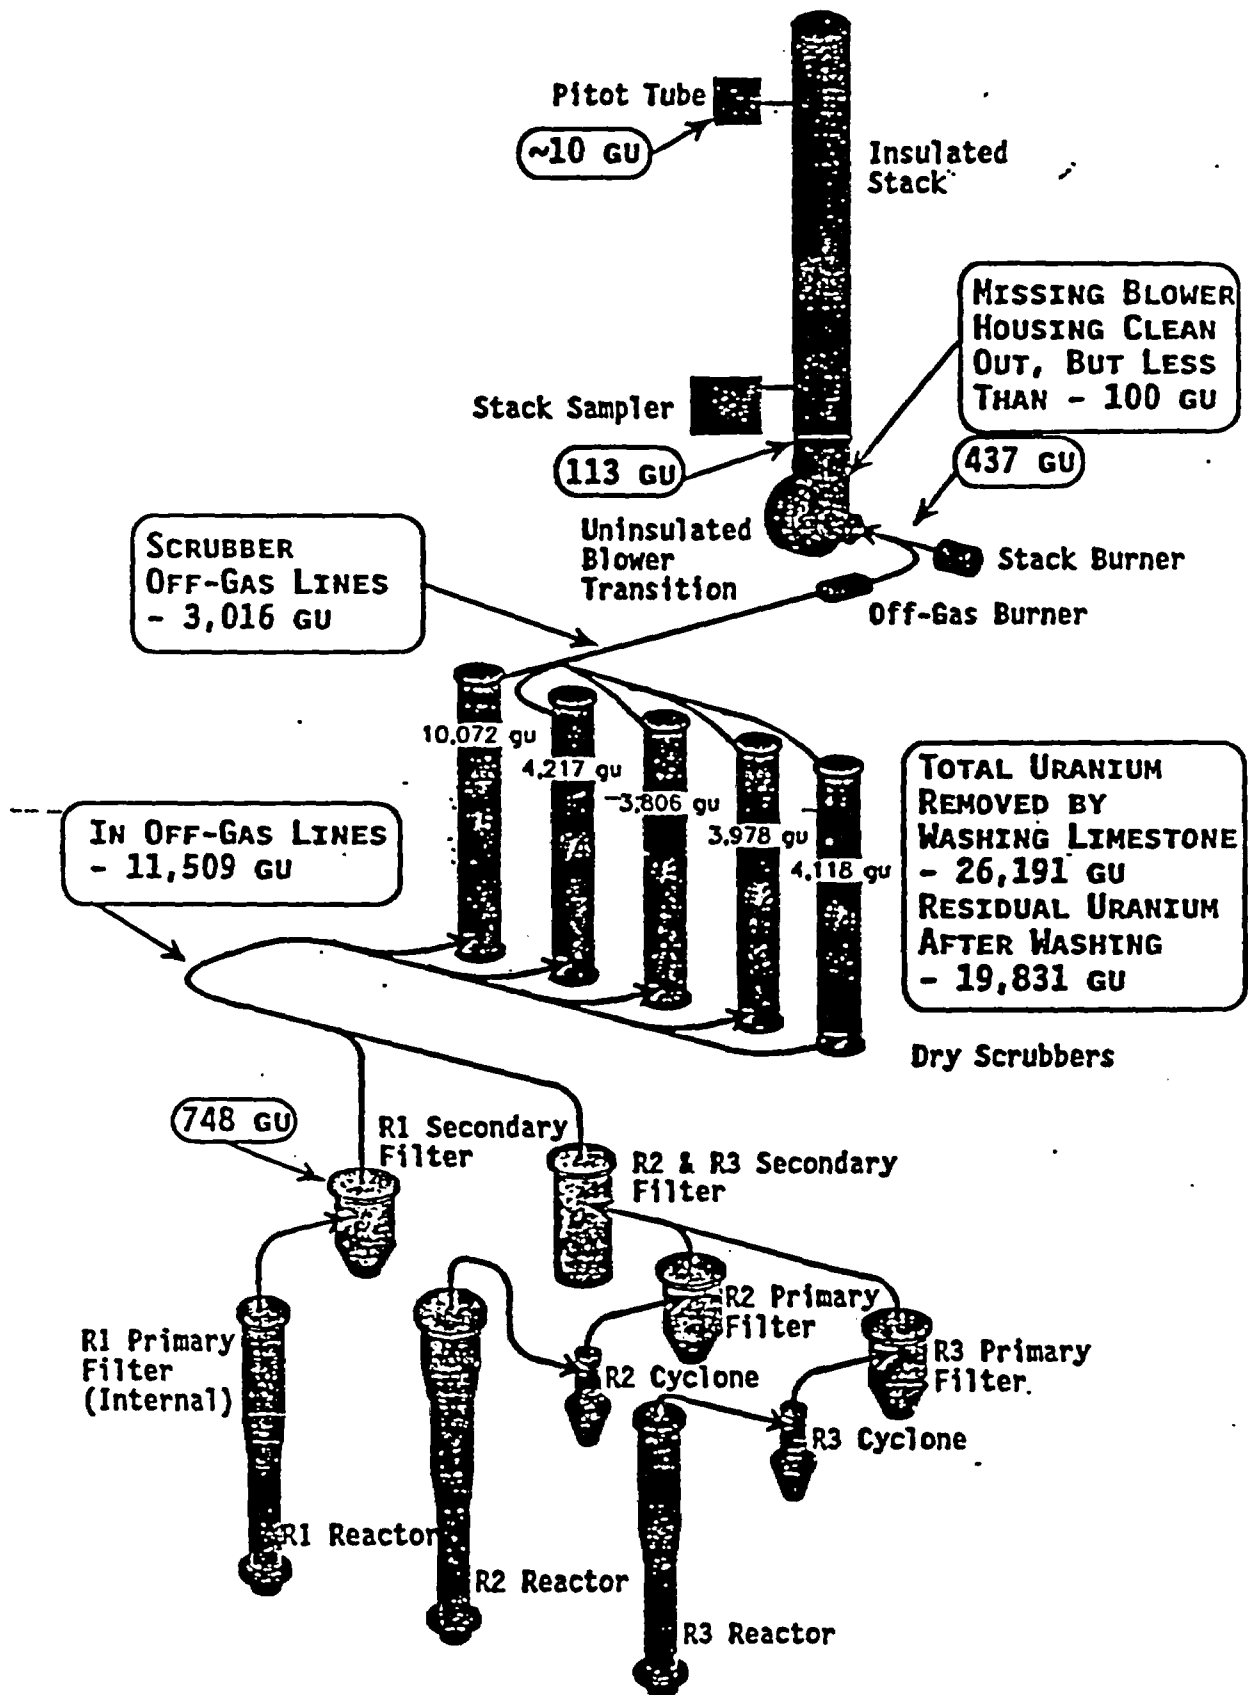 Pitot Tube
~10 GU
Insulated
Stack
MISSING BLOWER
HOUSING CLEAN
OUT, BUT LESS
THAN - 100 GU
Stack Sampler
113 GU
437 GU
Uninsulated
Blower
Transition
Stack Burner
Off-Gas Burner
SCRUBBER
OFF-GAS LINES
- 3,016 GU
10,072 gu
4,217 gu
3,806 gu
3,978 gu
4,118 gu
TOTAL URANIUM
REMOVED BY
WASHING LIMESTONE
- 26,191 GU
RESIDUAL URANIUM
AFTER WASHING
- 19,831 GU
IN OFF-GAS LINES
- 11,509 GU
Dry Scrubbers
748 GU
R1 Secondary
Filter
R2 & R3 Secondary
Filter
R2 Primary
Filter
R1 Primary
Filter
(Internal)
R3 Primary
Filter
R2 Cyclone
R3 Cyclone
R1 Reactor
R2 Reactor
R3 Reactor